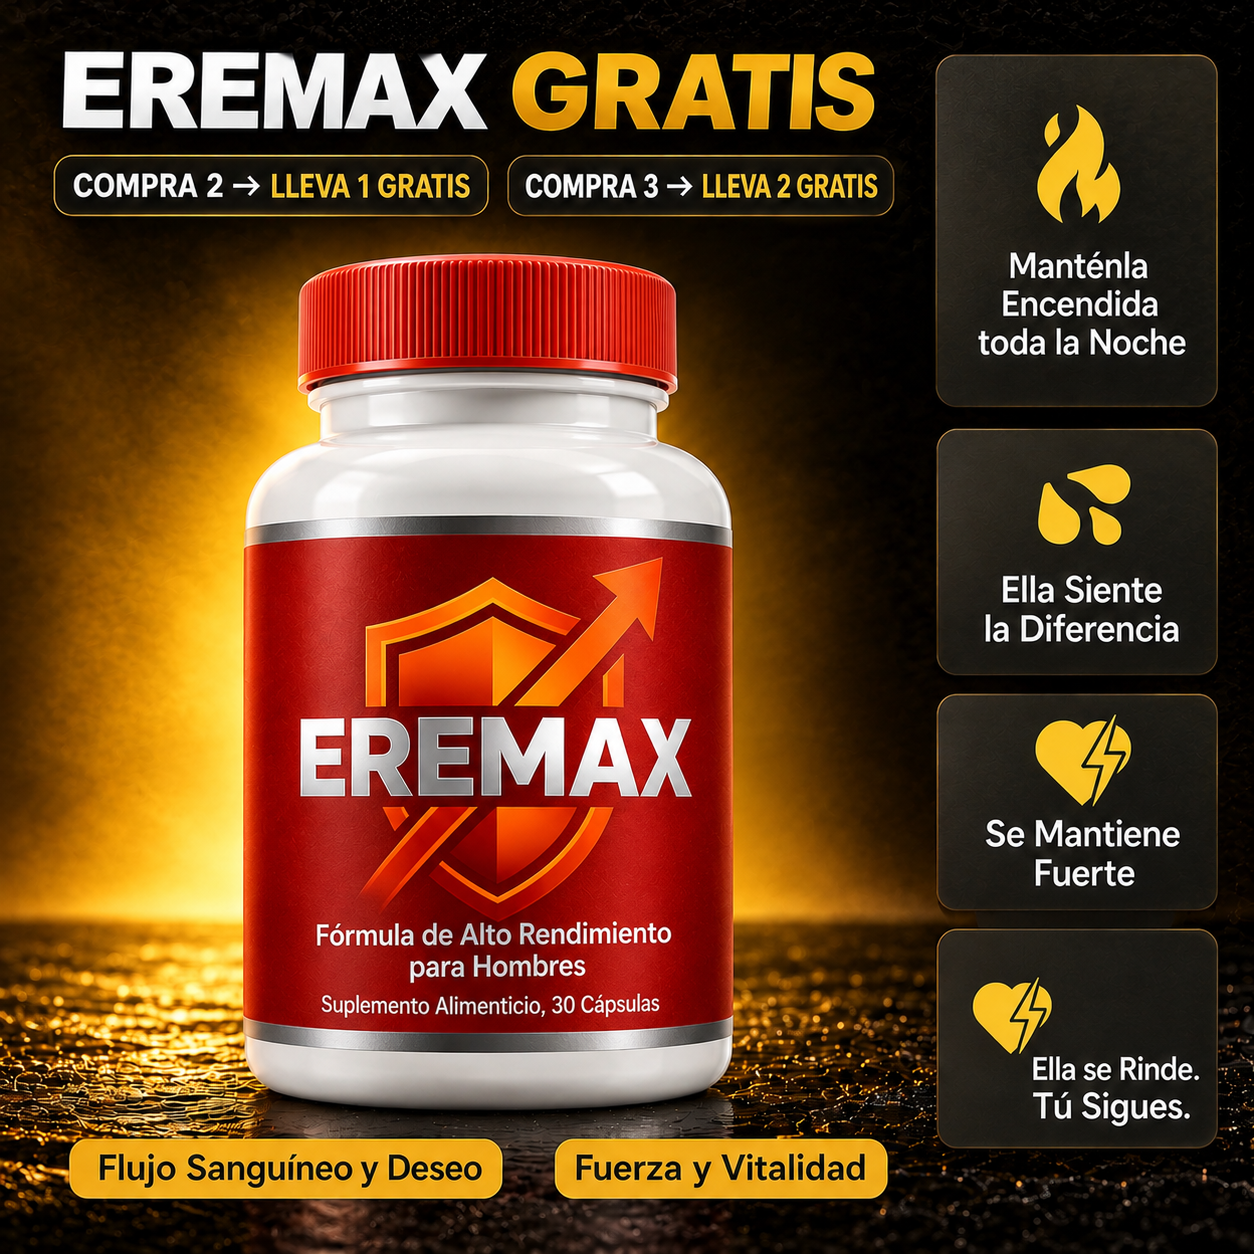 EREMAX GRATIS
COMPRA 2 → LLEVA 1 GRATIS
COMPRA 3 → LLEVA 2 GRATIS
Manténla
Encendida
toda la Noche
Ella Siente
la Diferencia
Se Mantiene
Fuerte
Ella se Rinde.
Tú Sigues.
EREMAX
Fórmula de Alto Rendimiento
para Hombres
Suplemento Alimenticio, 30 Cápsulas
Flujo Sanguíneo y Deseo
Fuerza y Vitalidad